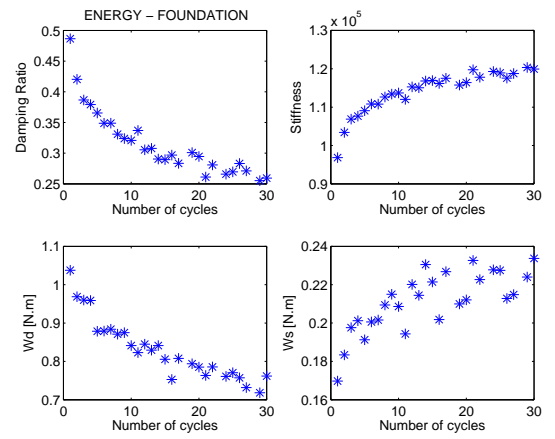 ENERGY − FOUNDATION
x 10^5
0.5
0.45
0.4
0.35
0.3
0.25
Damping Ratio
0 10 20 30
Number of cycles
1.3
1.2
1.1
1
0.9
Stiffness
0 10 20 30
Number of cycles
1.1
1
0.9
0.8
0.7
Wd [N.m]
0 10 20 30
Number of cycles
0.24
0.22
0.2
0.18
0.16
Ws [N.m]
0 10 20 30
Number of cycles